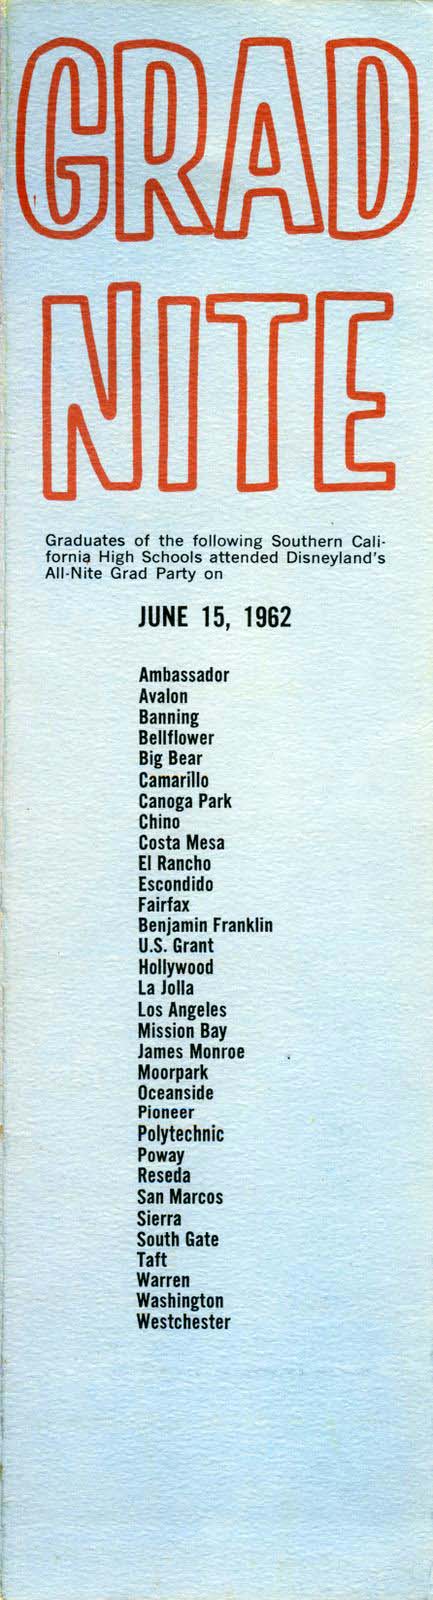 GRAD
NITE
Graduates of the following Southern Cali-
fornia High Schools attended Disneyland's
All-Nite Grad Party on
JUNE 15, 1962
Ambassador
Avalon
Banning
Bellflower
Big Bear
Camarillo
Canoga Park
Chino
Costa Mesa
El Rancho
Escondido
Fairfax
Benjamin Franklin
U.S. Grant
Hollywood
La Jolla
Los Angeles
Mission Bay
James Monroe
Moorpark
Oceanside
Pioneer
Polytechnic
Poway
Reseda
San Marcos
Sierra
South Gate
Taft
Warren
Washington
Westchester